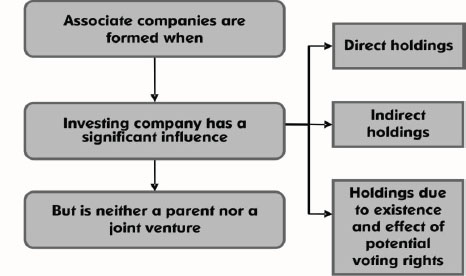 Associate companies are
formed when
Investing company has a
significant influence
But is neither a parent nor a
joint venture
Direct holdings
Indirect
holdings
Holdings due
to existence
and effect of
potential
voting rights